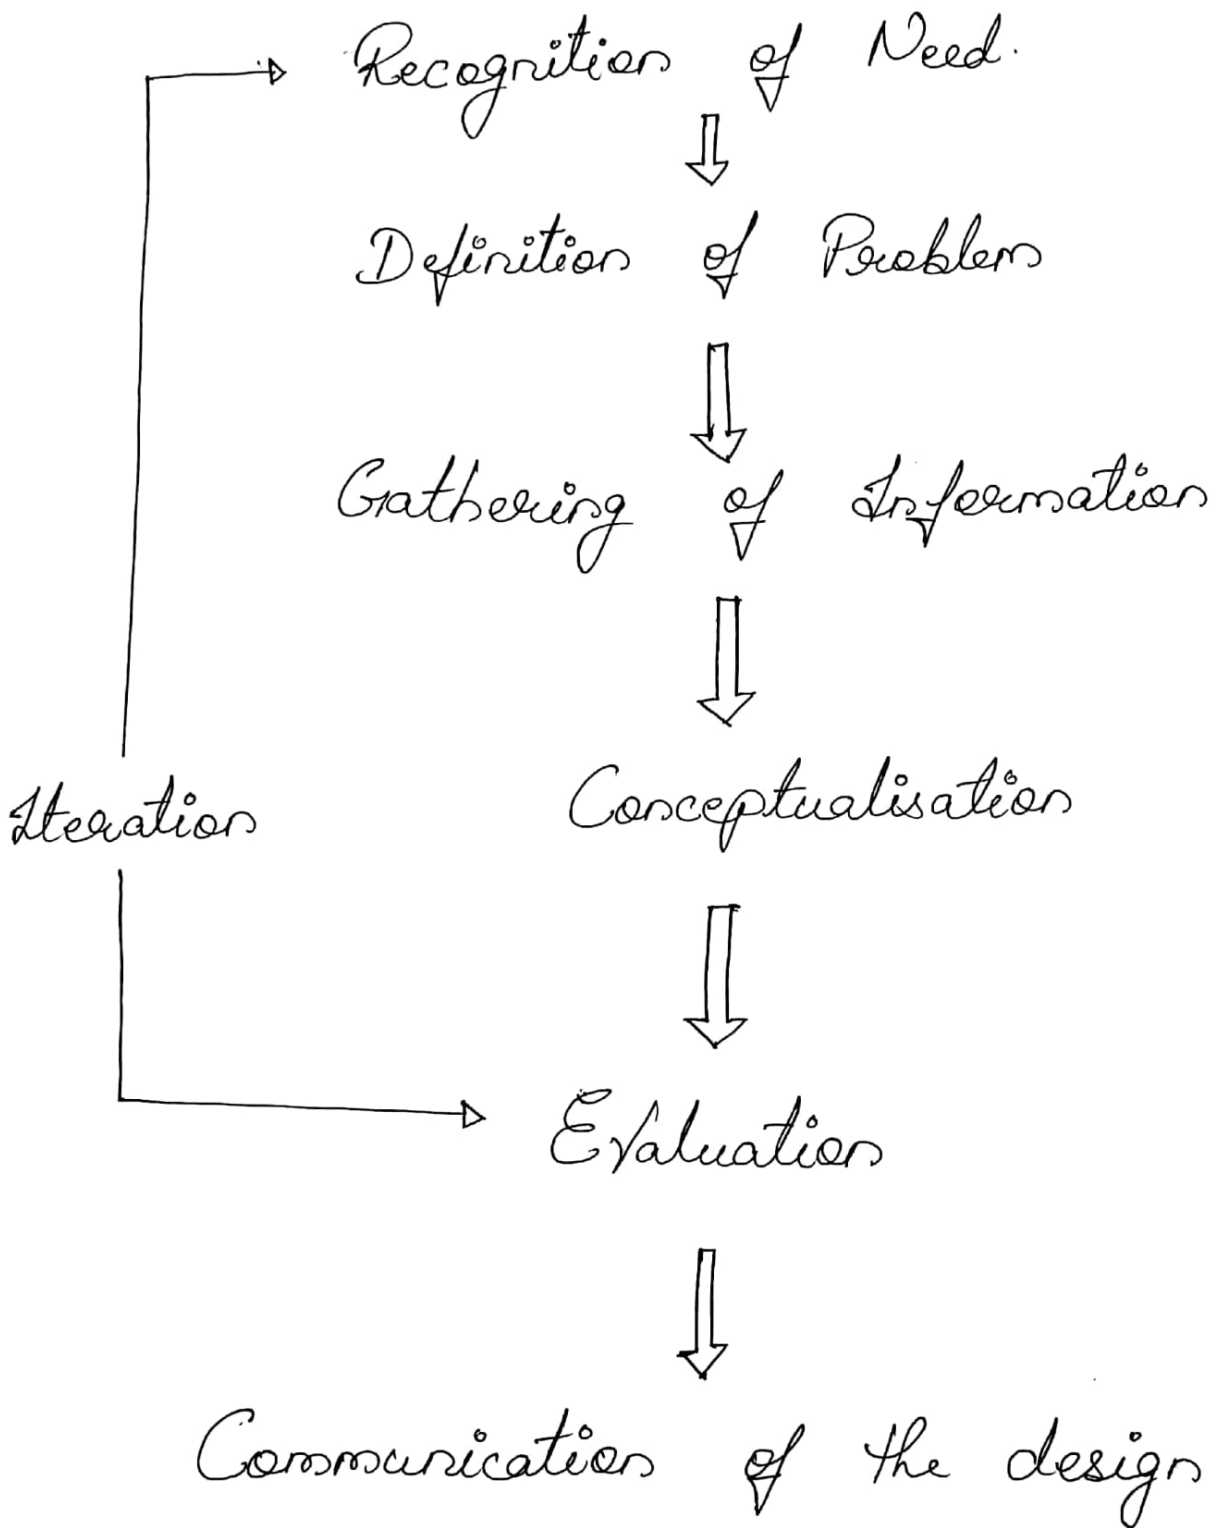 Recognition of Need.
Definition of Problem
Gathering of Information
Iteration
Conceptualisation
Evaluation
Communication of the design